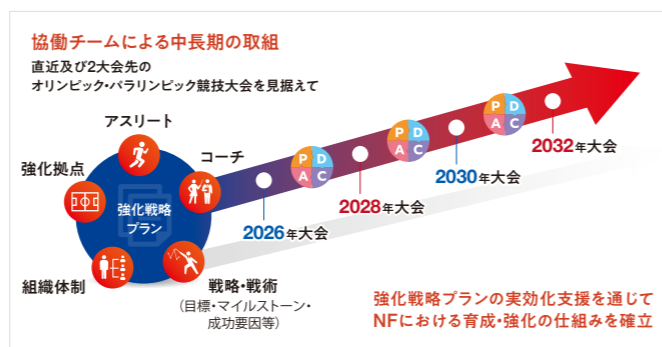 協働チームによる中長期の取組
直近及び2大会先の
オリンピック・パラリンピック競技大会を見据えて
アスリート
強化拠点
コーチ
強化戦略
プラン
組織体制
戦略・戦術
(目標・マイルストーン・
成功要因等)
P D
A C
P D
A C
P D
A C
2026年大会
2028年大会
2030年大会
2032年大会
強化戦略プランの実効化支援を通じて
NFにおける育成・強化の仕組みを確立